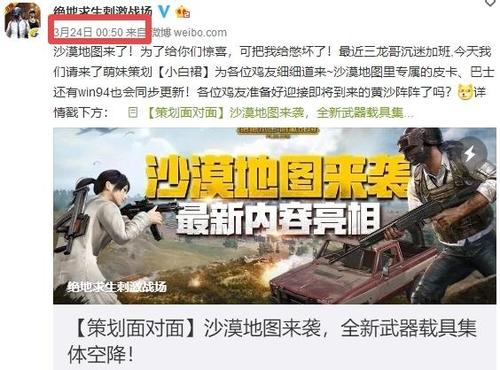 绝地求生刺激战场
3月24日 00:50 来自 微博 weibo.com
沙漠地图来了！为了给你们惊喜，可把我给憋坏了！最近三龙哥沉迷加班.今天我
们请来了萌妹策划【小白裙】为各位鸡友细细道来~沙漠地图里专属的皮卡、巴士
还有win94也会同步更新！各位鸡友准备好迎接即将到来的黄沙阵阵了吗？详
情戳下方：【策划面对面】沙漠地图来袭，全新武器载具集...
沙漠地图来袭
最新内容亮相
绝地求生刺激战场
【策划面对面】沙漠地图来袭，全新武器载具集
体空降！